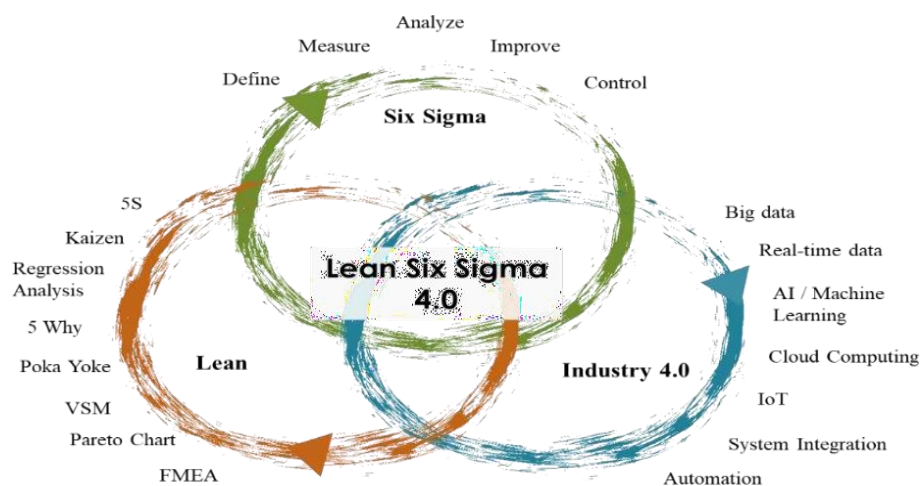 Analyze
Measure
Improve
Define
Control
Six Sigma
5S
Kaizen
Regression
Analysis
5 Why
Poka Yoke
VSM
Pareto Chart
FMEA
Lean
Lean Six Sigma
4.0
Industry 4.0
Big data
Real-time data
AI / Machine
Learning
Cloud Computing
IoT
System Integration
Automation